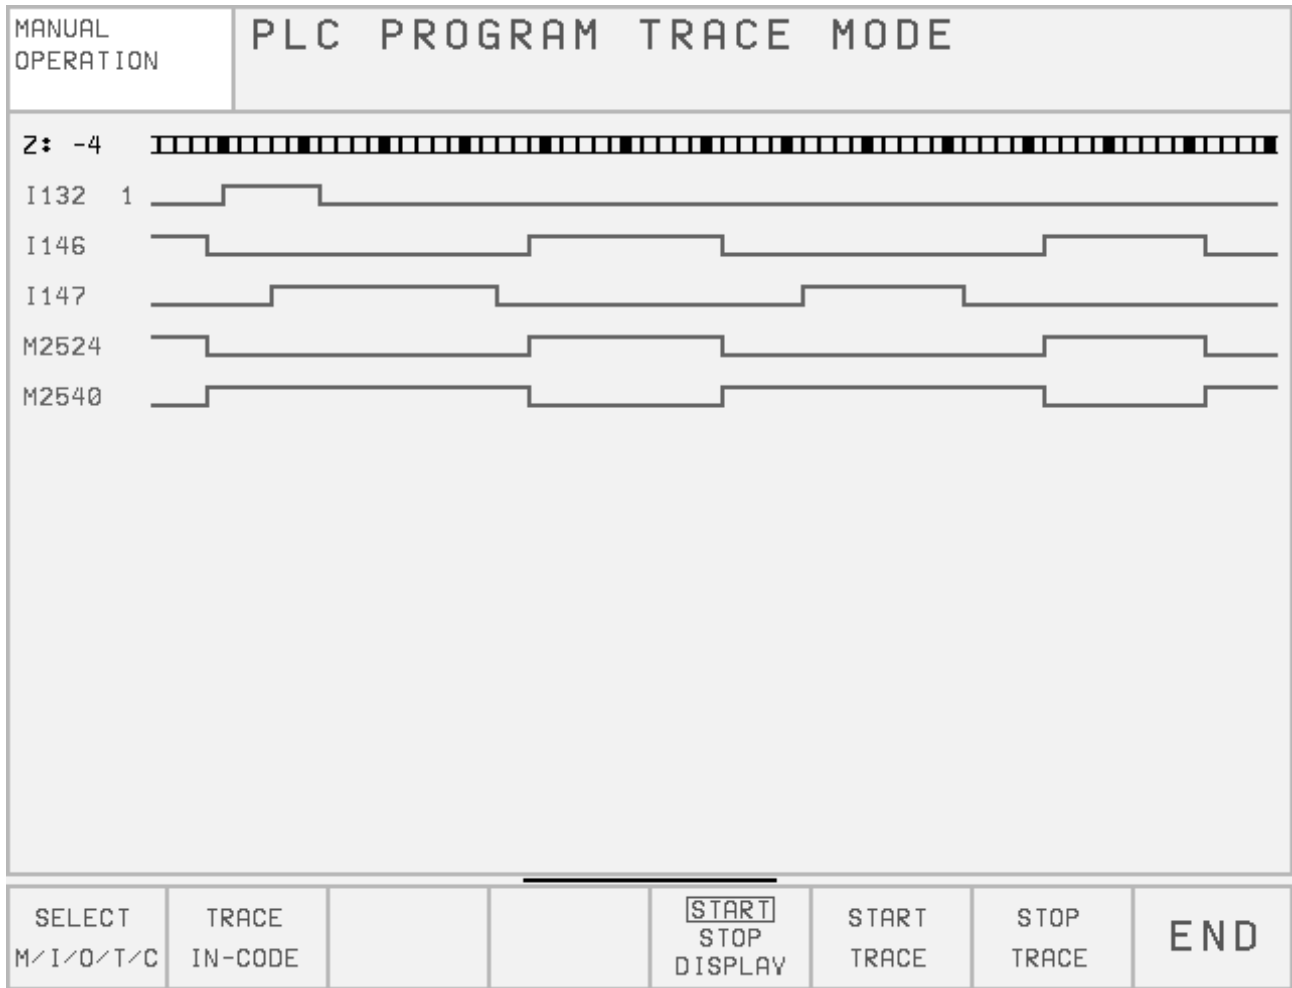 MANUAL
OPERATION
PLC PROGRAM TRACE MODE
Z: -4
I132 1
I146
I147
M2524
M2540
SELECT
M/I/O/T/C
TRACE
IN-CODE
START
STOP
DISPLAY
START
TRACE
STOP
TRACE
END